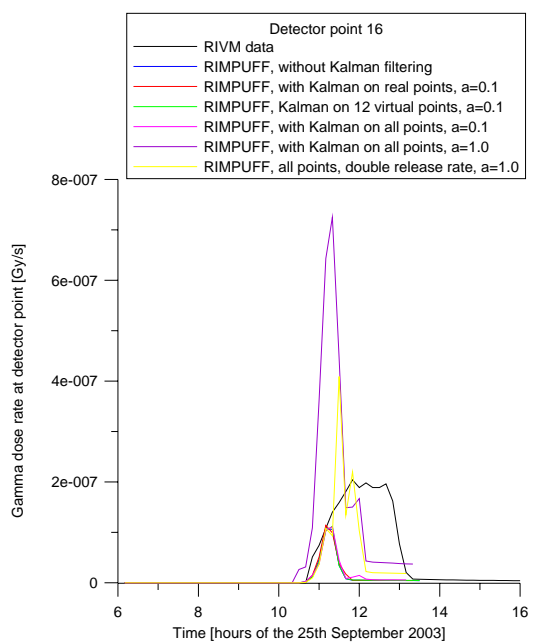 Detector point 16
RIVM data
RIMPUFF, without Kalman filtering
RIMPUFF, with Kalman on real points, a=0.1
RIMPUFF, Kalman on 12 virtual points, a=0.1
RIMPUFF, with Kalman on all points, a=0.1
RIMPUFF, with Kalman on all points, a=1.0
RIMPUFF, all points, double release rate, a=1.0
8e-007
6e-007
4e-007
2e-007
0
Gamma dose rate at detector point [Gy/s]
6 8 10 12 14 16
Time [hours of the 25th September 2003]